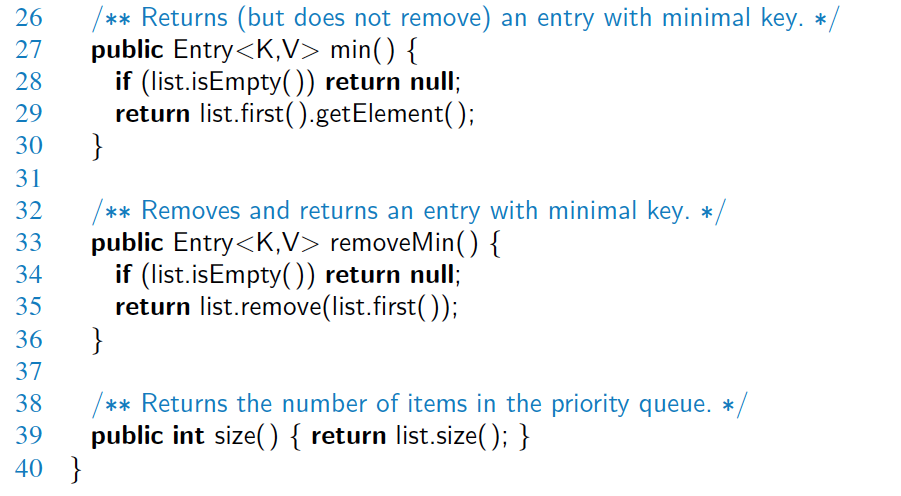 26 /** Returns (but does not remove) an entry with minimal key. */
27 public Entry<K,V> min() {
28 if (list.isEmpty()) return null;
29 return list.first().getElement();
30 }
31
32 /** Removes and returns an entry with minimal key. */
33 public Entry<K,V> removeMin() {
34 if (list.isEmpty()) return null;
35 return list.remove(list.first());
36 }
37
38 /** Returns the number of items in the priority queue. */
39 public int size() { return list.size(); }
40 }